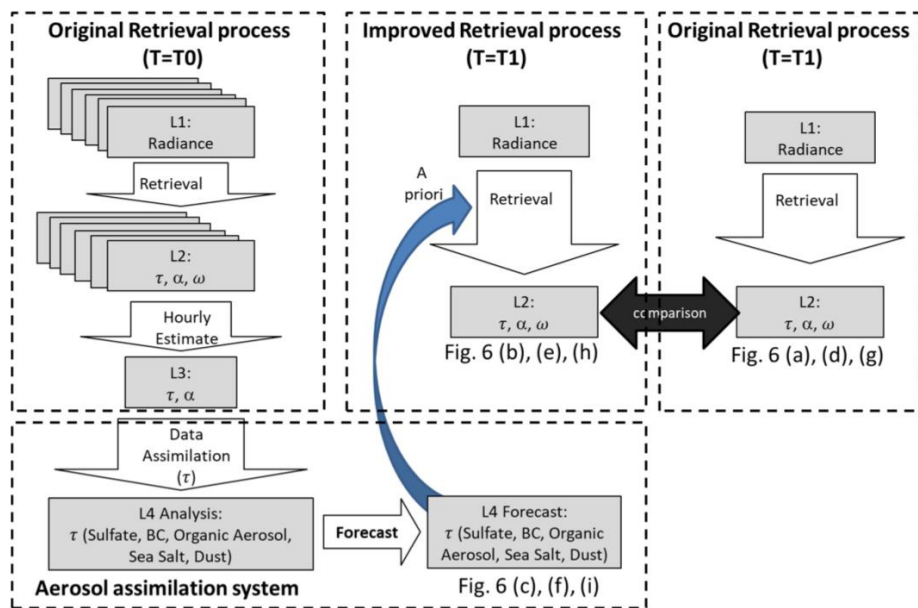 Original Retrieval process
(T=T0)
L1:
Radiance
Retrieval
L2:
τ, α, ω
Hourly
Estimate
L3:
τ, α
Data
Assimilation
(τ)
L4 Analysis:
τ (Sulfate, BC, Organic Aerosol,
Sea Salt, Dust)
Aerosol assimilation system
Forecast
L4 Forecast:
τ (Sulfate, BC, Organic
Aerosol, Sea Salt, Dust)
Fig. 6 (c), (f), (i)
Improved Retrieval process
(T=T1)
L1:
Radiance
A
priori
Retrieval
L2:
τ, α, ω
Fig. 6 (b), (e), (h)
comparison
Original Retrieval process
(T=T1)
L1:
Radiance
Retrieval
L2:
τ, α, ω
Fig. 6 (a), (d), (g)